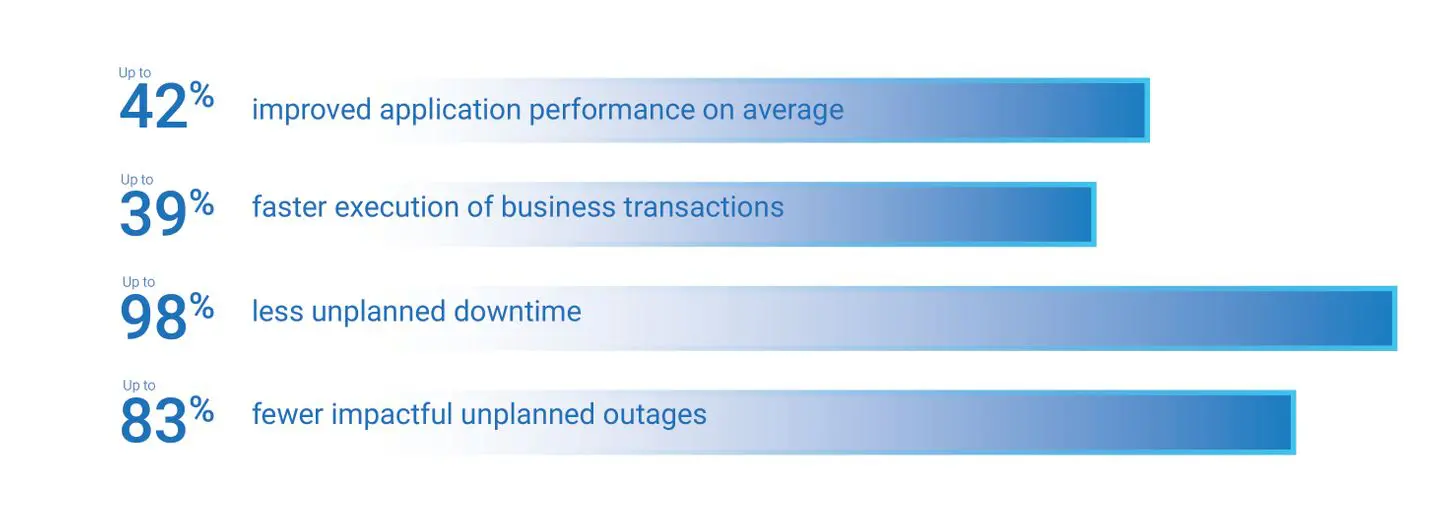 Up to
42% improved application performance on average
Up to
39% faster execution of business transactions
Up to
98% less unplanned downtime
Up to
83% fewer impactful unplanned outages